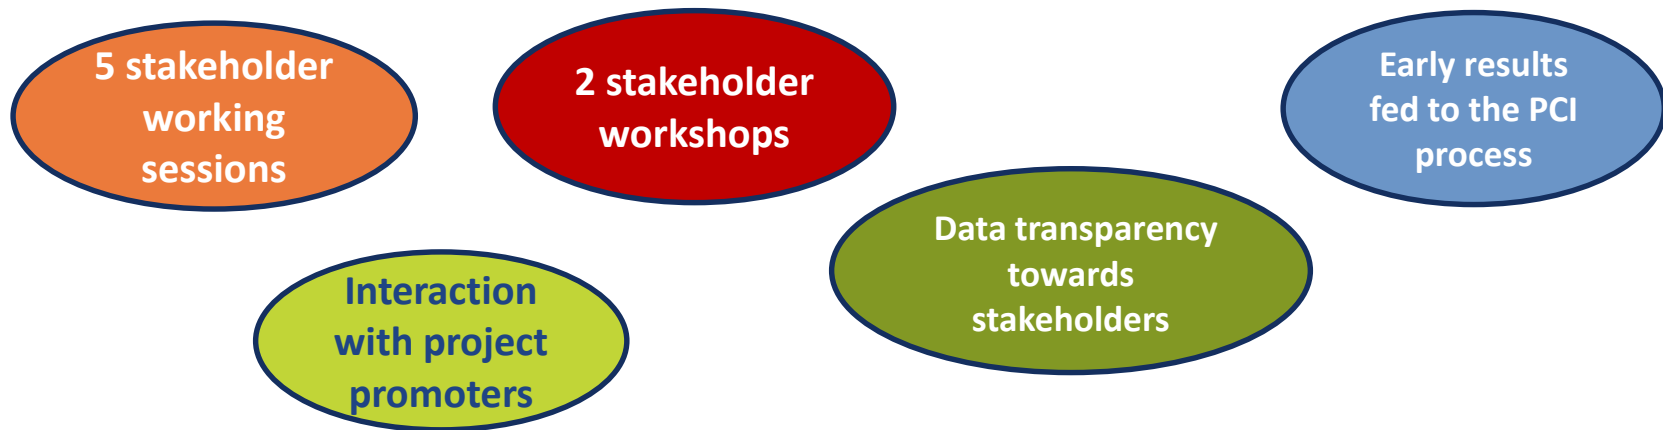 5 stakeholder
working
sessions
2 stakeholder
workshops
Early results
fed to the PCI
process
Interaction
with project
promoters
Data transparency
towards
stakeholders